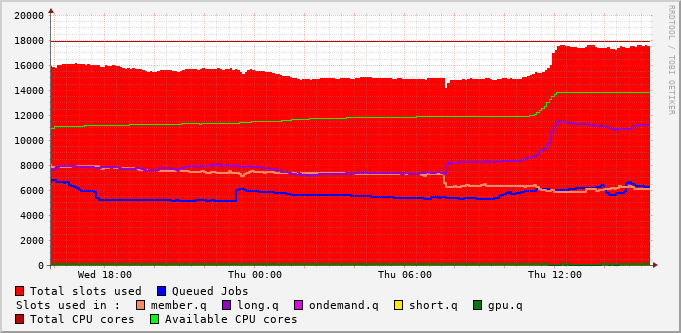 RRDTOOL / TOBI OETIKER
20000
18000
16000
14000
12000
10000
8000
6000
4000
2000
0
Wed 18:00 Thu 00:00 Thu 06:00 Thu 12:00
Total slots used Queued Jobs
Slots used in : member.q long.q ondemand.q short.q gpu.q
Total CPU cores Available CPU cores